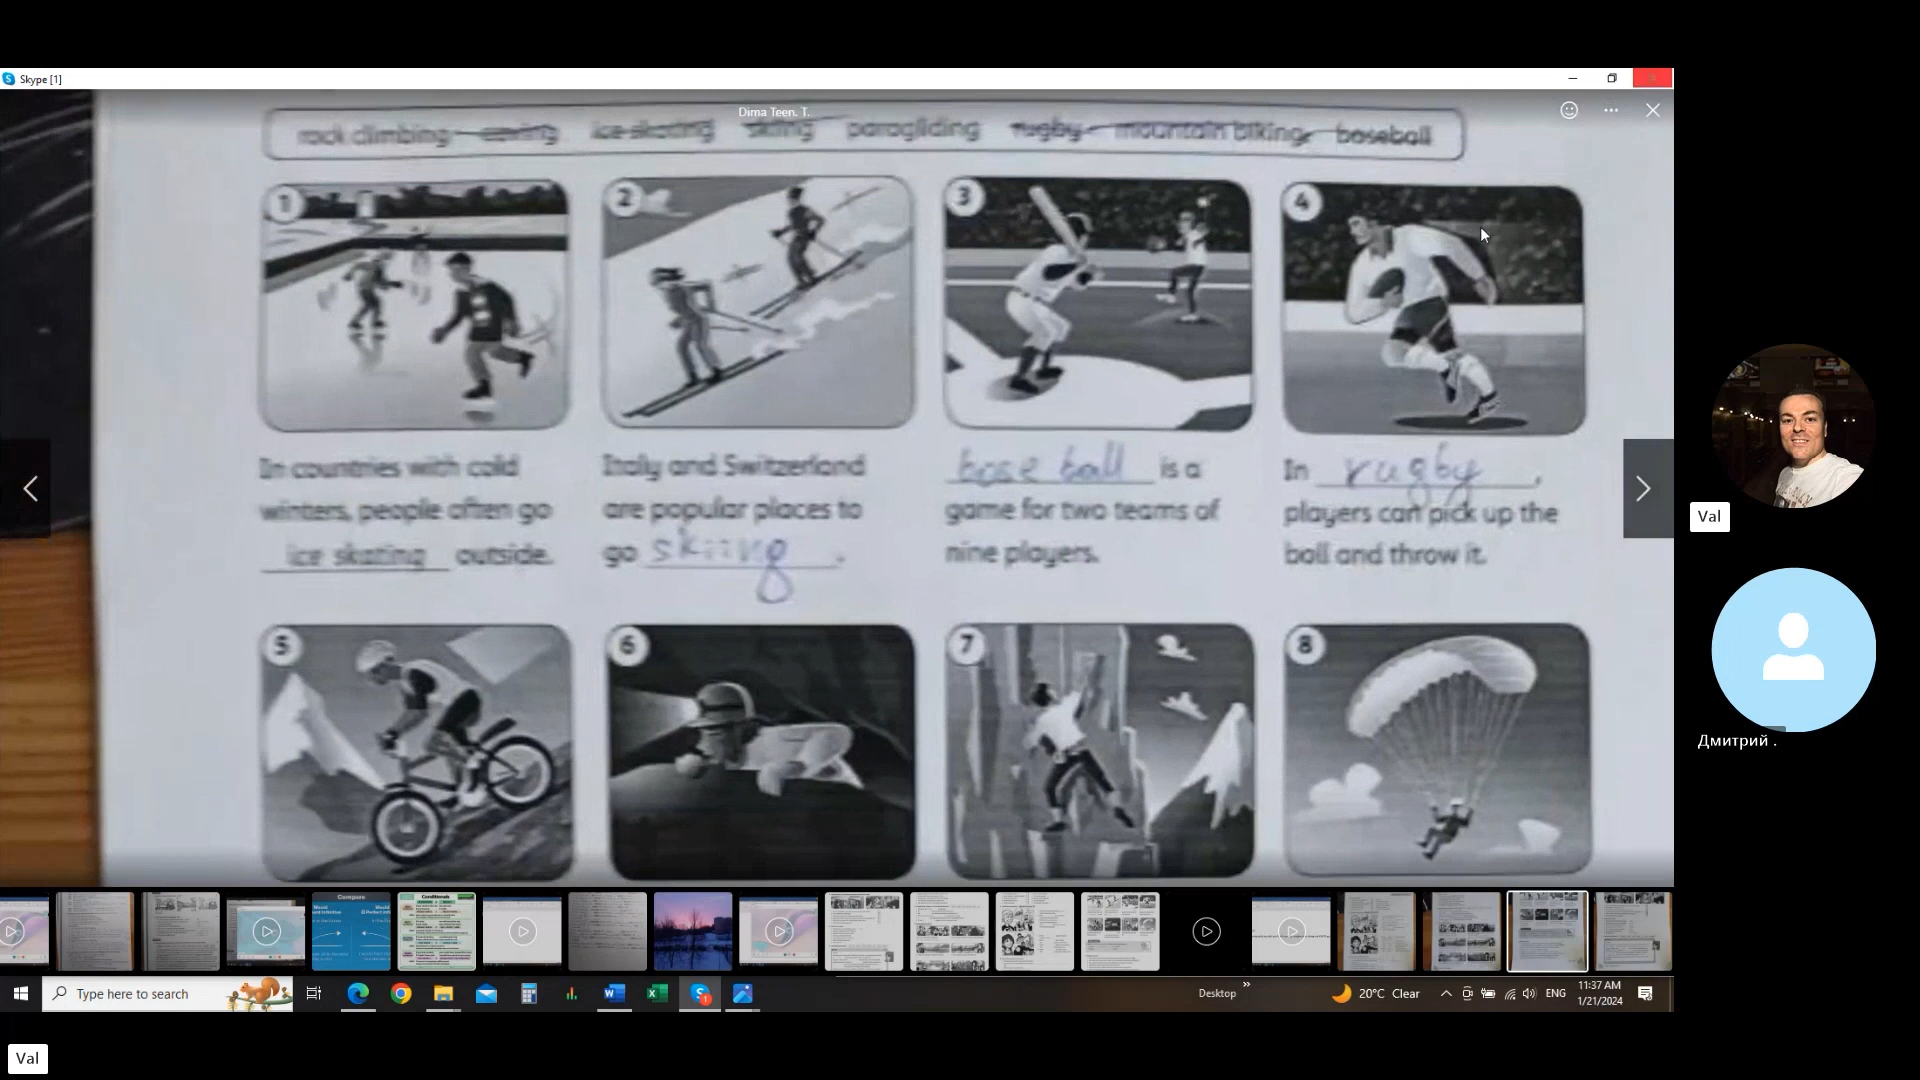 Skype [1]
Dima Teen. T.
rock climbing caving ice skating skiing paragliding rugby mountain biking baseball
1
2
3
4
In countries with cold
winters, people often go
ice skating outside.
Italy and Switzerland
are popular places to
go skiing.
base ball is a
game for two teams of
nine players.
In rugby,
players can pick up the
ball and throw it.
5
6
7
8
Val
Дмитрий .
Compare
Conditionals
Type here to search
Desktop
20°C Clear
ENG
11:37 AM
1/21/2024
Val